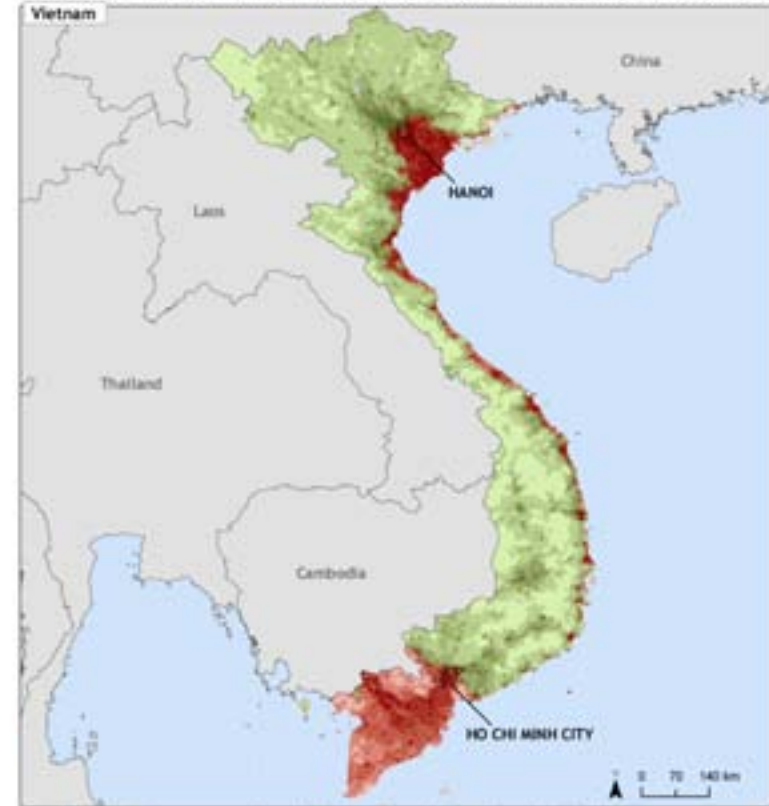 Vietnam
China
HANOI
Laos
Thailand
Cambodia
HO CHI MINH CITY
0 70 140 km